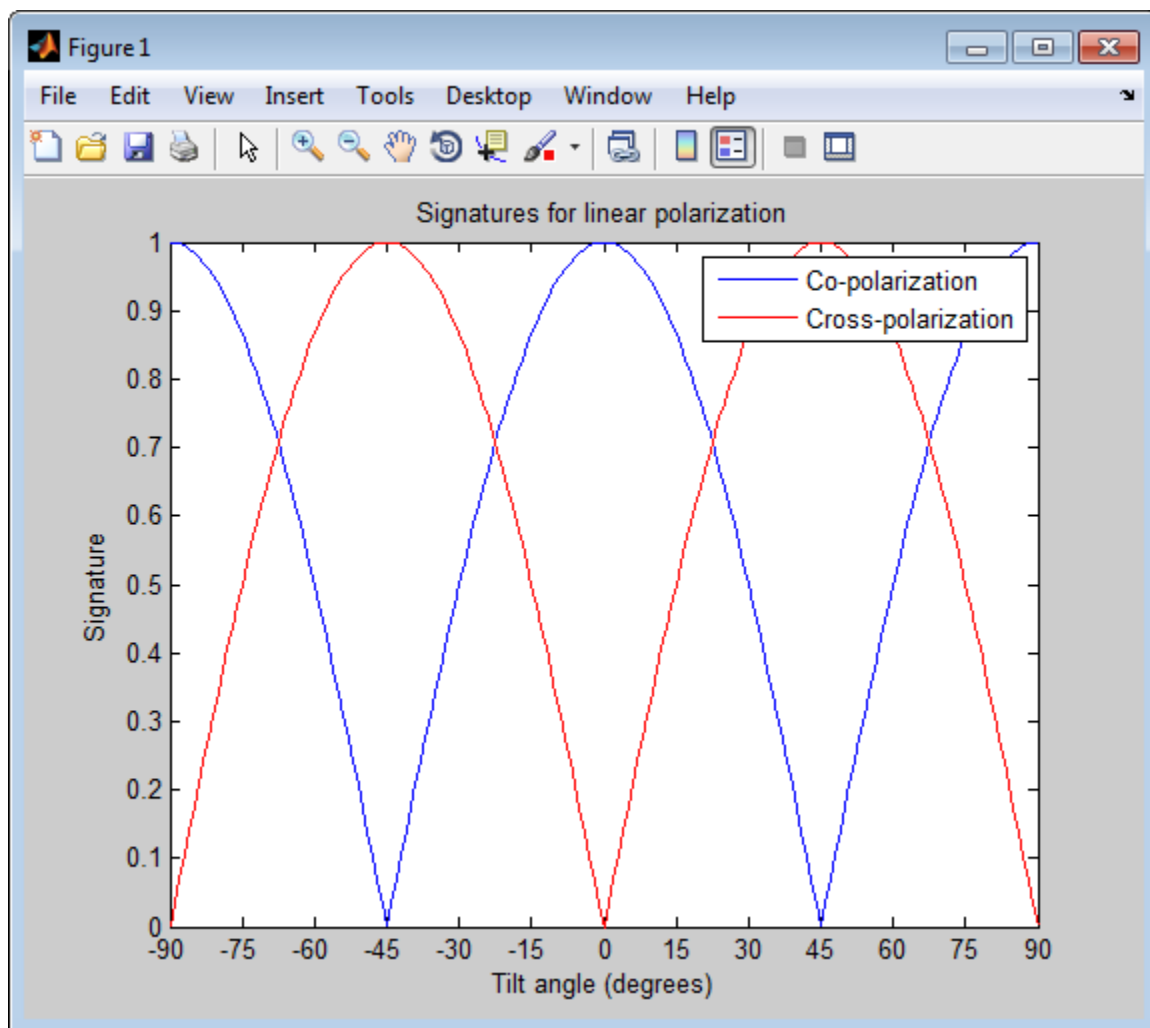 Figure 1
File Edit View Insert Tools Desktop Window Help
Signatures for linear polarization
Co-polarization
Cross-polarization
1
0.9
0.8
0.7
0.6
0.5
0.4
0.3
0.2
0.1
0
Signature
-90 -75 -60 -45 -30 -15 0 15 30 45 60 75 90
Tilt angle (degrees)